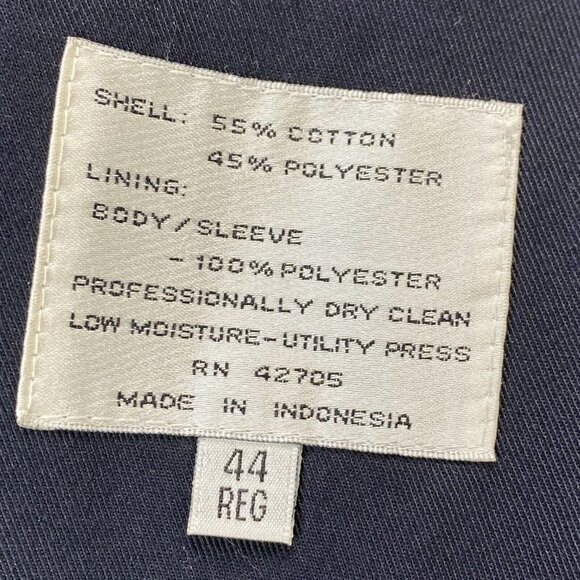 SHELL: 55% COTTON
45% POLYESTER
LINING:
BODY/SLEEVE
- 100% POLYESTER
PROFESSIONALLY DRY CLEAN
LOW MOISTURE-UTILITY PRESS
RN 42705
MADE IN INDONESIA
44
REG